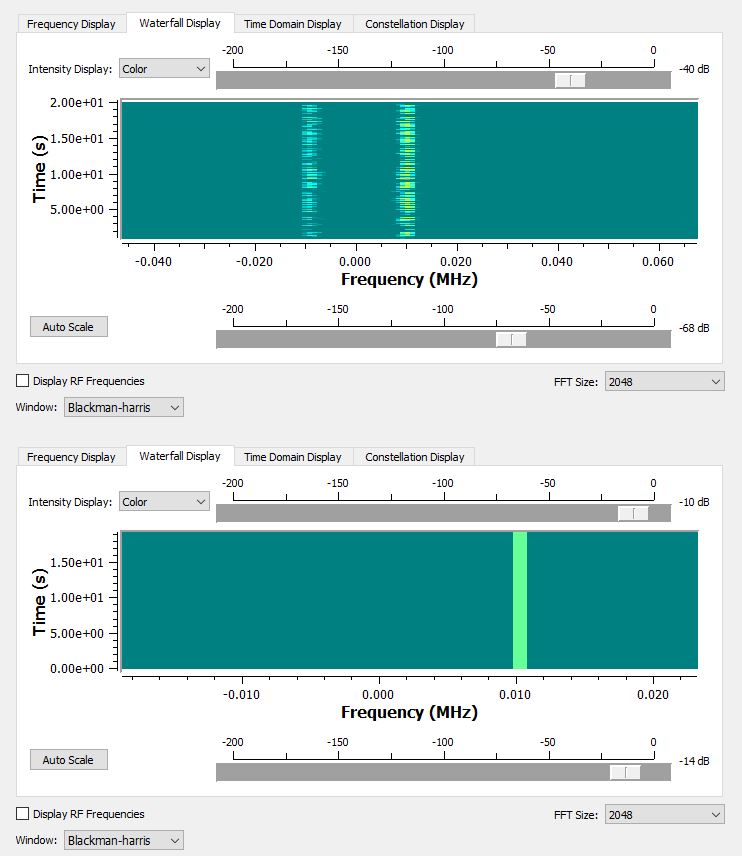 Frequency Display Waterfall Display Time Domain Display Constellation Display
-200 -150 -100 -50 0
Intensity Display: Color -40 dB
2.00e+01
1.50e+01
1.00e+01
5.00e+00
Time (s)
-0.040 -0.020 0.000 0.020 0.040 0.060
Frequency (MHz)
-200 -150 -100 -50 0
Auto Scale -68 dB
Display RF Frequencies FFT Size: 2048
Window: Blackman-harris
Frequency Display Waterfall Display Time Domain Display Constellation Display
-200 -150 -100 -50 0
Intensity Display: Color -10 dB
1.50e+01
1.00e+01
5.00e+00
0.00e+00
Time (s)
-0.010 0.000 0.010 0.020
Frequency (MHz)
-200 -150 -100 -50 0
Auto Scale -14 dB
Display RF Frequencies FFT Size: 2048
Window: Blackman-harris